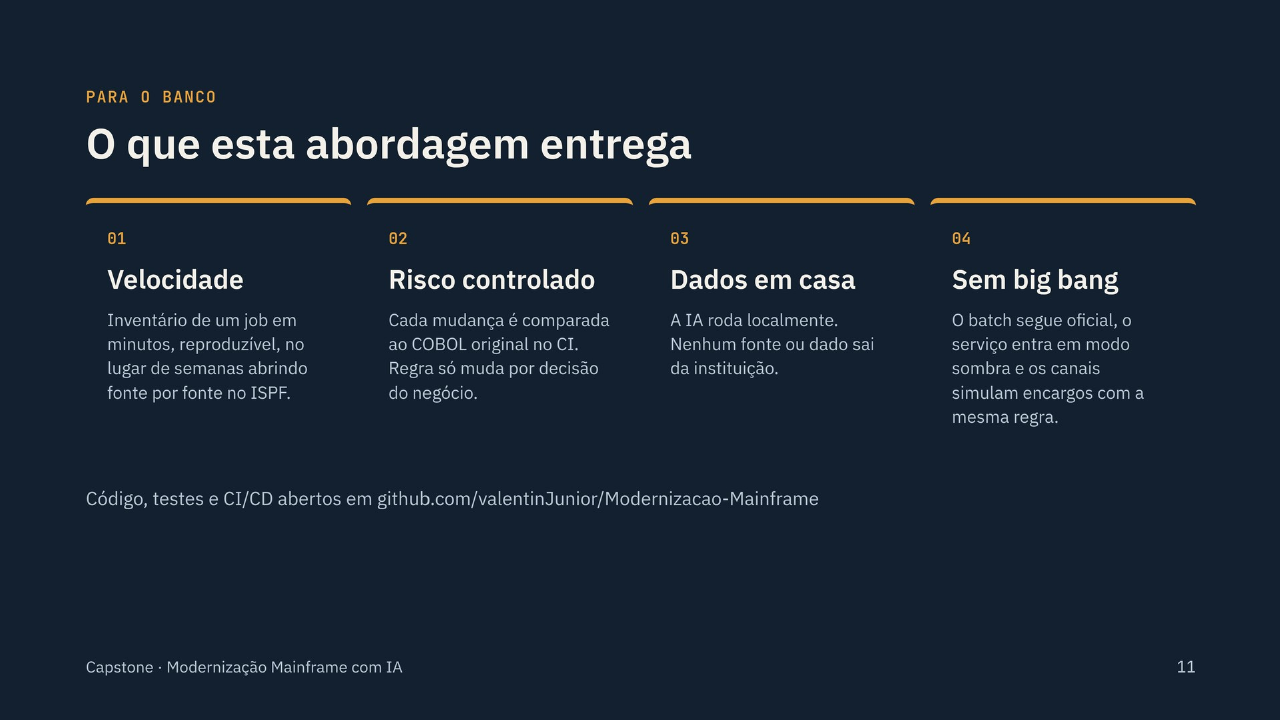 PARA O BANCO
O que esta abordagem entrega
01
Velocidade
Inventário de um job em
minutos, reproduzível, no
lugar de semanas abrindo
fonte por fonte no ISPF.
02
Risco controlado
Cada mudança é comparada
ao COBOL original no CI.
Regra só muda por decisão
do negócio.
03
Dados em casa
A IA roda localmente.
Nenhum fonte ou dado sai
da instituição.
04
Sem big bang
O batch segue oficial, o
serviço entra em modo
sombra e os canais
simulam encargos com a
mesma regra.
Código, testes e CI/CD abertos em github.com/valentinJunior/Modernizacao-Mainframe
Capstone · Modernização Mainframe com IA
11